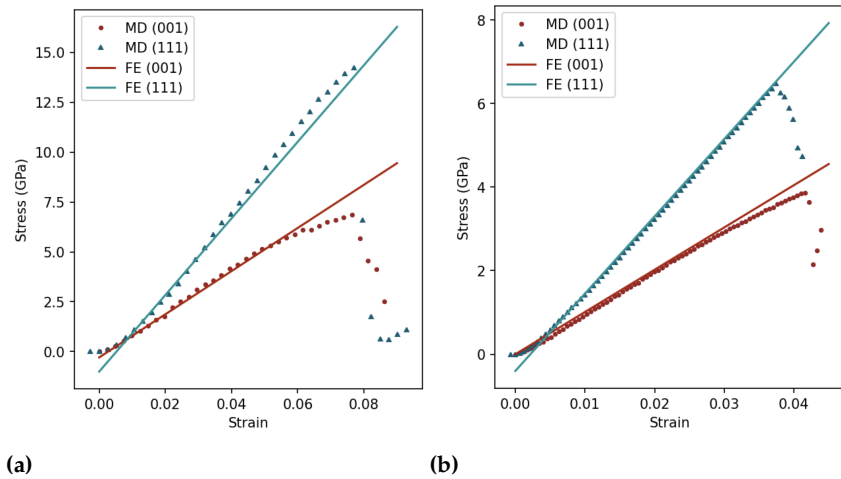 MD (001)
MD (111)
FE (001)
FE (111)
15.0
12.5
10.0
7.5
5.0
2.5
0.0
Stress (GPa)
0.00 0.02 0.04 0.06 0.08
Strain
(a)
MD (001)
MD (111)
FE (001)
FE (111)
8
6
4
2
0
Stress (GPa)
0.00 0.01 0.02 0.03 0.04
Strain
(b)